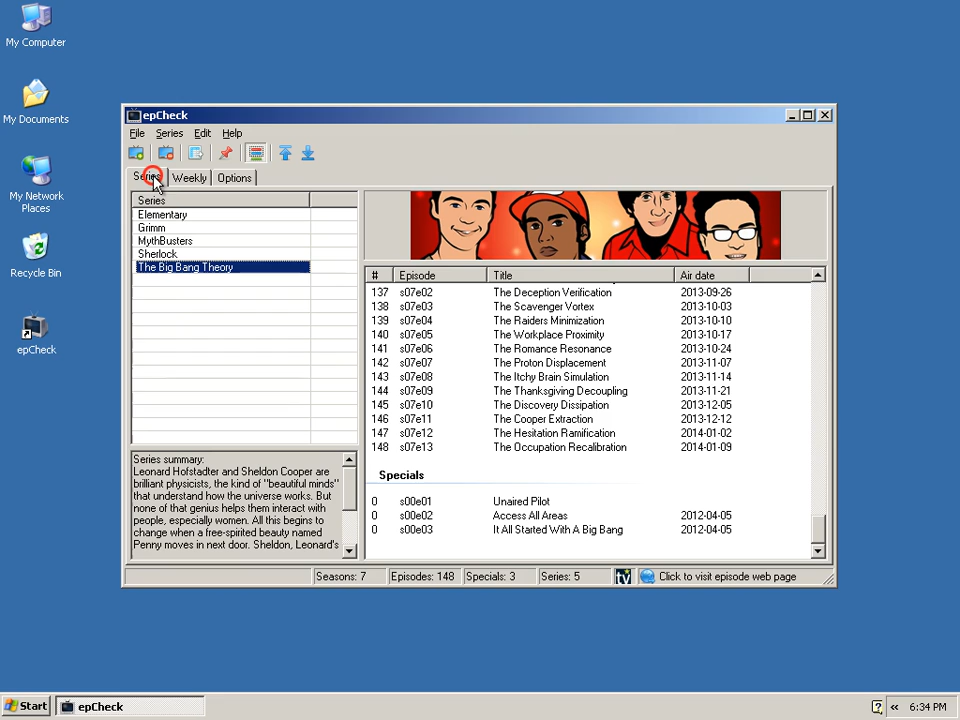 My Computer
My Documents
My Network
Places
Recycle Bin
epCheck
epCheck
File Series Edit Help
Series Weekly Options
Series
Elementary
Grimm
MythBusters
Sherlock
The Big Bang Theory
Series summary:
Leonard Hofstadter and Sheldon Cooper are
brilliant physicists, the kind of "beautiful minds"
that understand how the universe works. But
none of that genius helps them interact with
people, especially women. All this begins to
change when a free-spirited beauty named
Penny moves in next door. Sheldon, Leonard's
# Episode Title Air date
137 s07e02 The Deception Verification 2013-09-26
138 s07e03 The Scavenger Vortex 2013-10-03
139 s07e04 The Raiders Minimization 2013-10-10
140 s07e05 The Workplace Proximity 2013-10-17
141 s07e06 The Romance Resonance 2013-10-24
142 s07e07 The Proton Displacement 2013-11-07
143 s07e08 The Itchy Brain Simulation 2013-11-14
144 s07e09 The Thanksgiving Decoupling 2013-11-21
145 s07e10 The Discovery Dissipation 2013-12-05
146 s07e11 The Cooper Extraction 2013-12-12
147 s07e12 The Hesitation Ramification 2014-01-02
148 s07e13 The Occupation Recalibration 2014-01-09
Specials
0 s00e01 Unaired Pilot
0 s00e02 Access All Areas 2012-04-05
0 s00e03 It All Started With A Big Bang 2012-04-05
Seasons: 7 Episodes: 148 Specials: 3 Series: 5 tv Click to visit episode web page
Start epCheck 6:34 PM